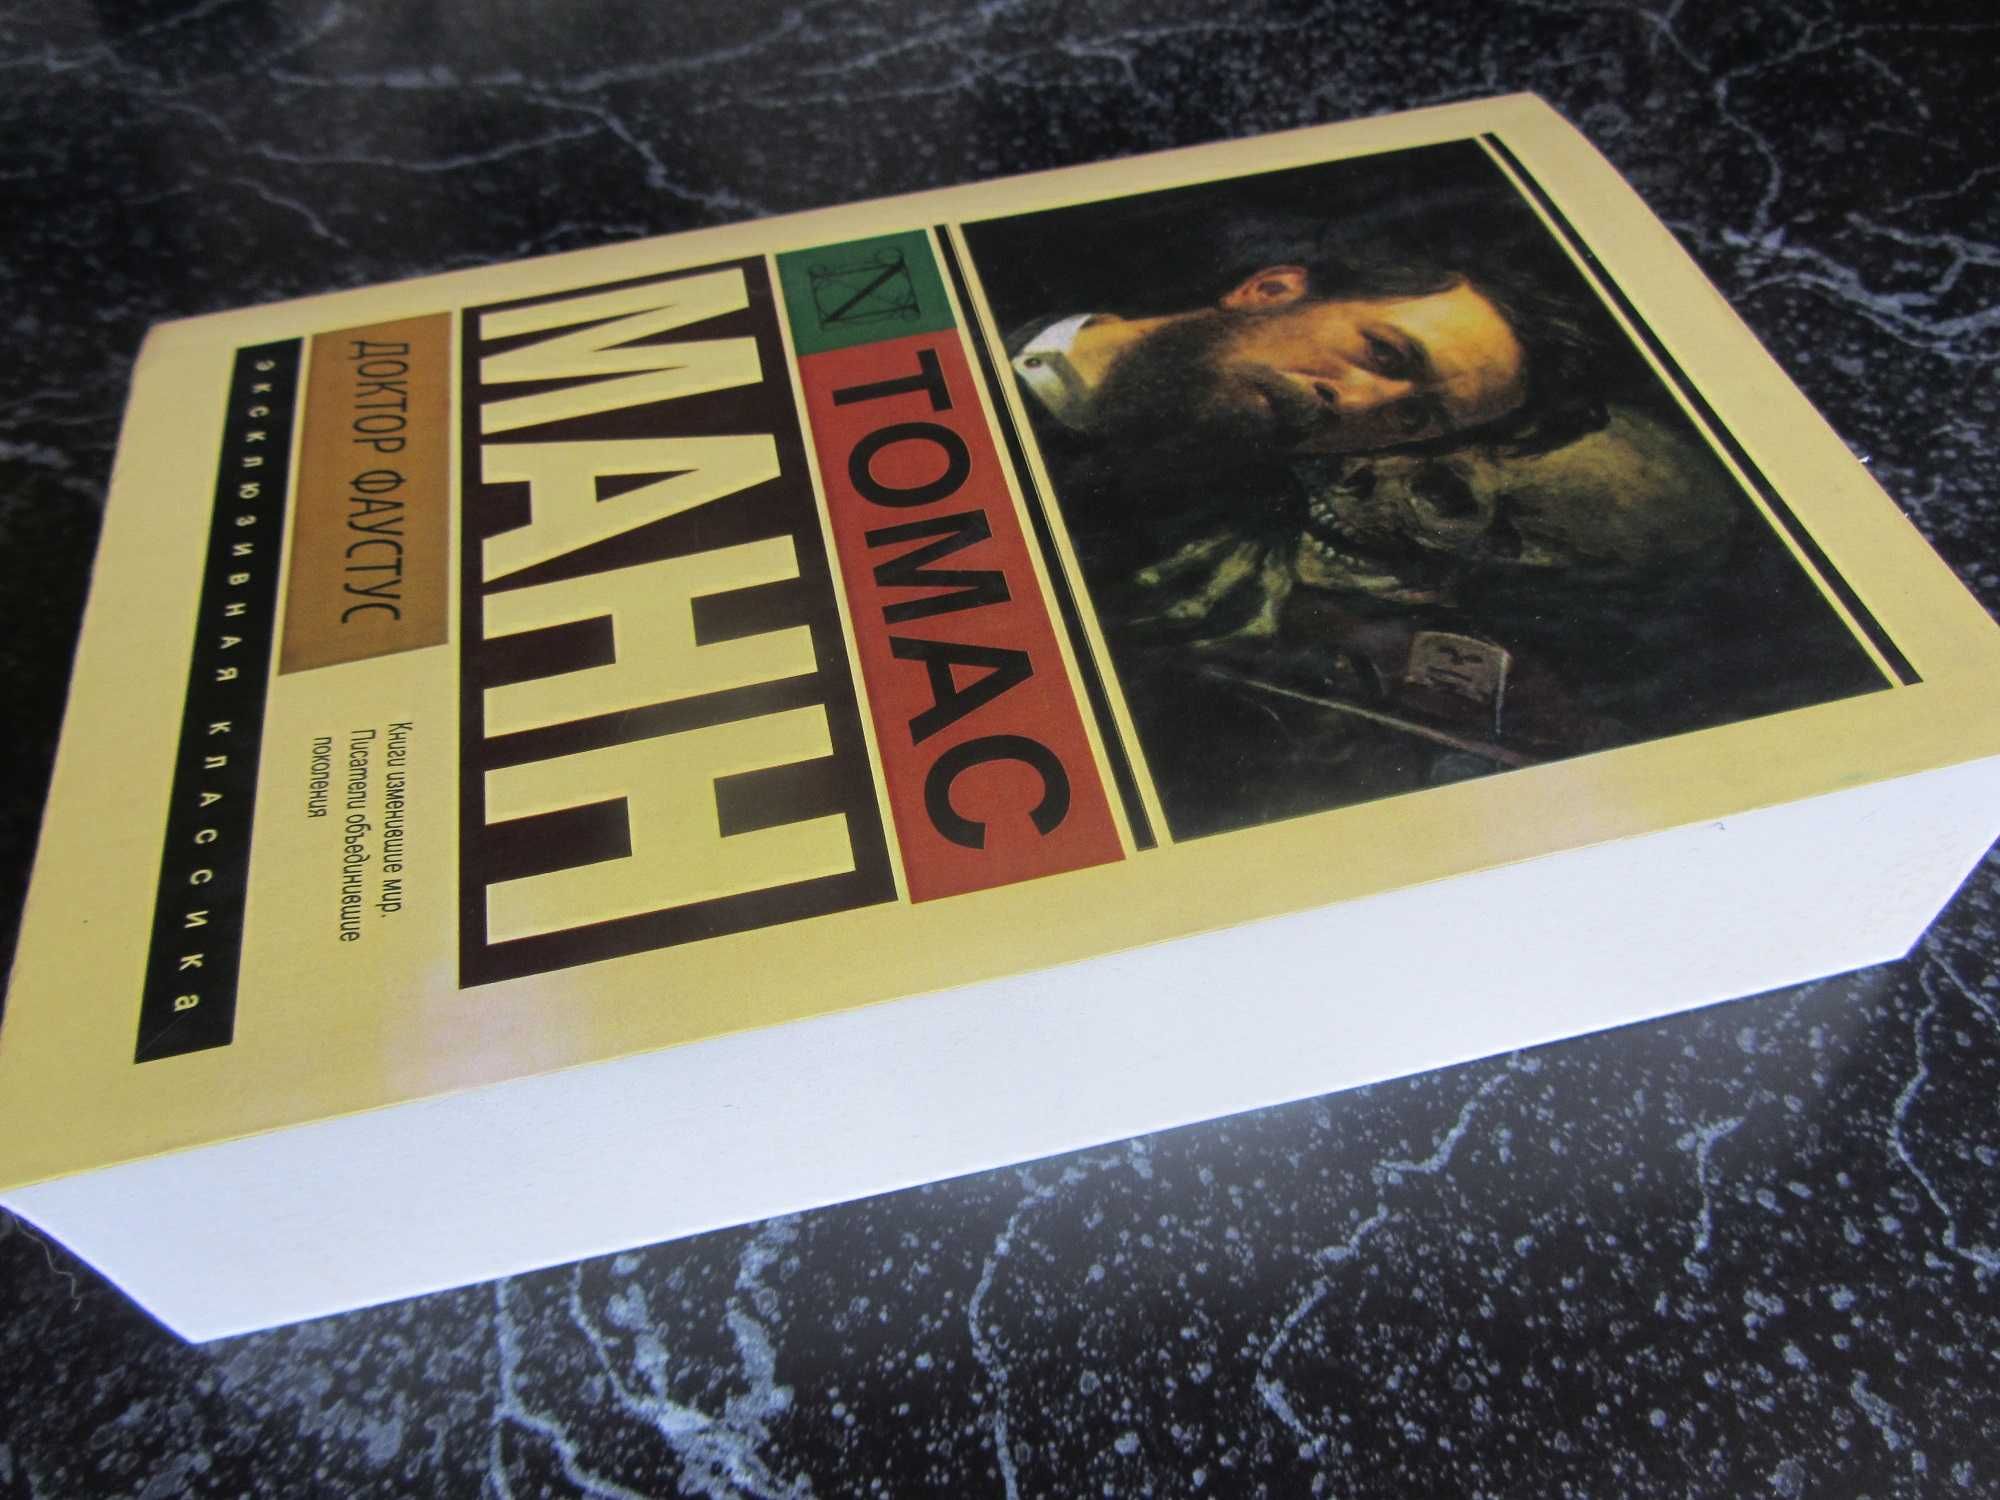 ТОМАС
МАНН
ДОКТОР ФАУСТУС
Книги изменившие мир.
Писатели объединившие
поколения
ЭКСКЛЮЗИВНАЯ КЛАССИКА